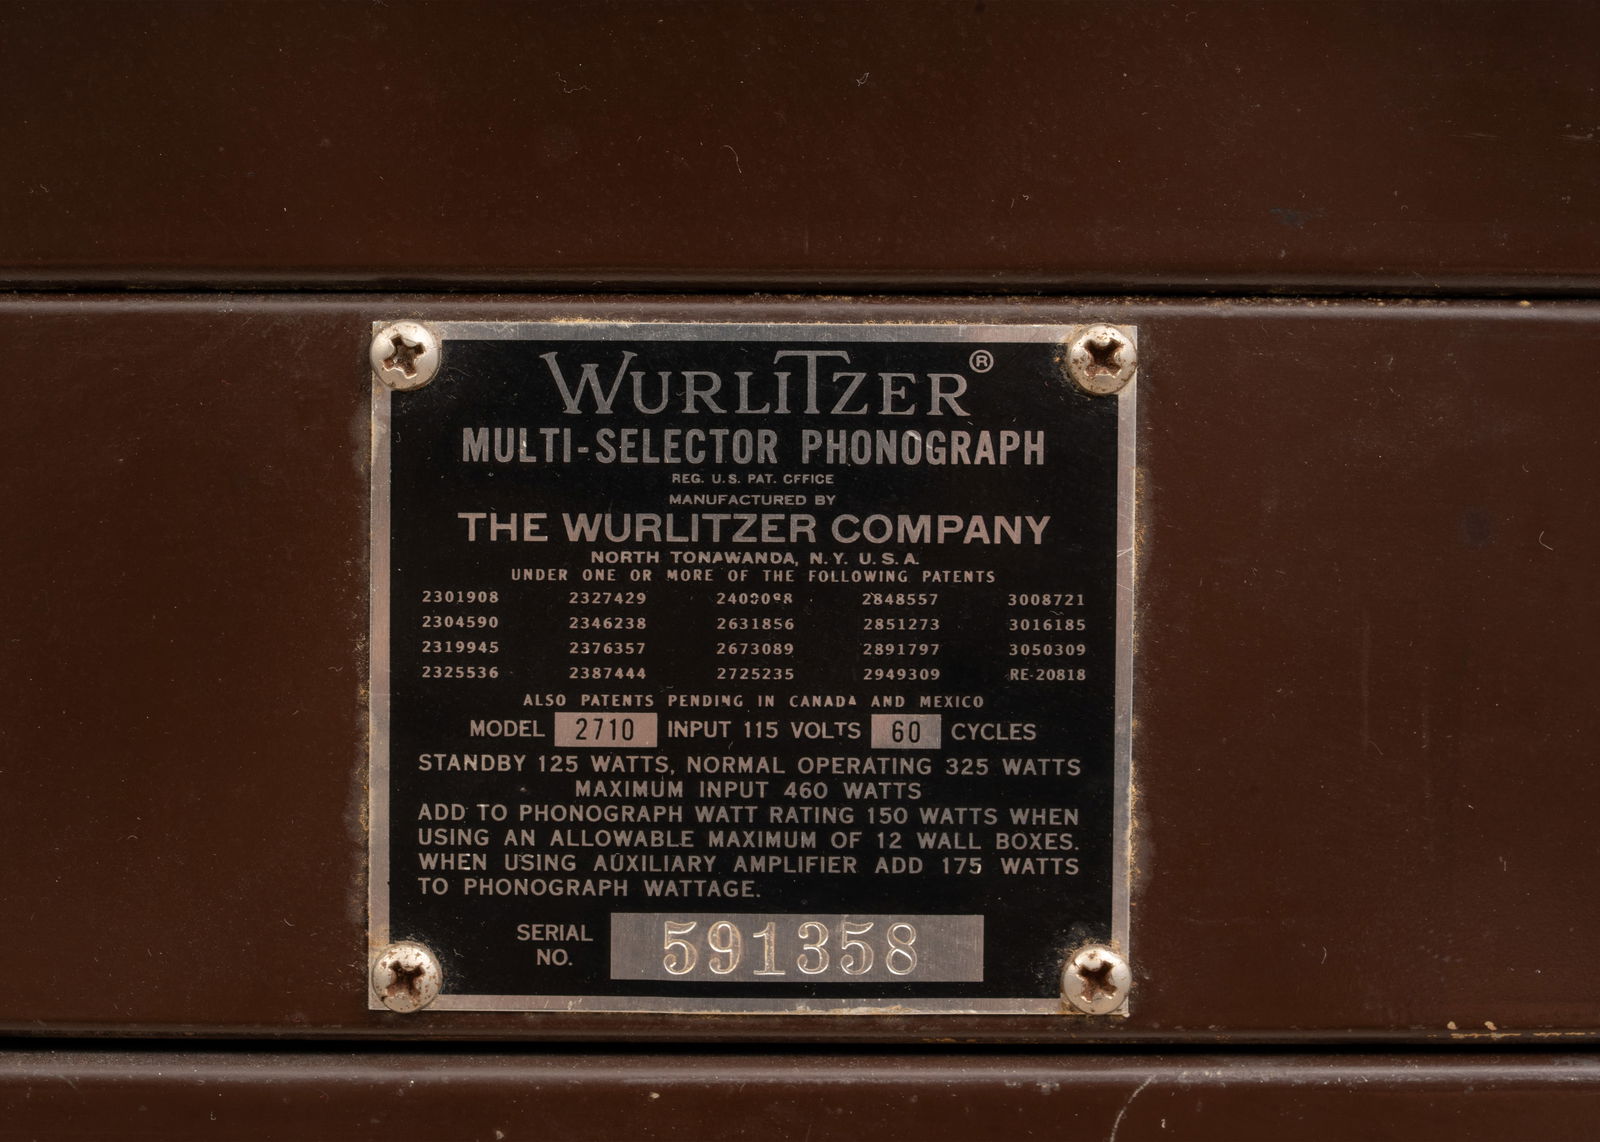 WURLITZER®
MULTI-SELECTOR PHONOGRAPH
REG. U.S. PAT. OFFICE
MANUFACTURED BY
THE WURLITZER COMPANY
NORTH TONAWANDA, N.Y. U.S.A.
UNDER ONE OR MORE OF THE FOLLOWING PATENTS
2301908 2327429 2848557 3008721
2304590 2346238 2631856 2851273 3016185
2319945 2376357 2673089 2891797 3050309
2325536 2387444 2725235 2949309 RE-20818
ALSO PATENTS PENDING IN CANADA AND MEXICO
MODEL 2710 INPUT 115 VOLTS 60 CYCLES
STANDBY 125 WATTS, NORMAL OPERATING 325 WATTS
MAXIMUM INPUT 460 WATTS
ADD TO PHONOGRAPH WATT RATING 150 WATTS WHEN
USING AN ALLOWABLE MAXIMUM OF 12 WALL BOXES.
WHEN USING AUXILIARY AMPLIFIER ADD 175 WATTS
TO PHONOGRAPH WATTAGE.
SERIAL
NO. 591358